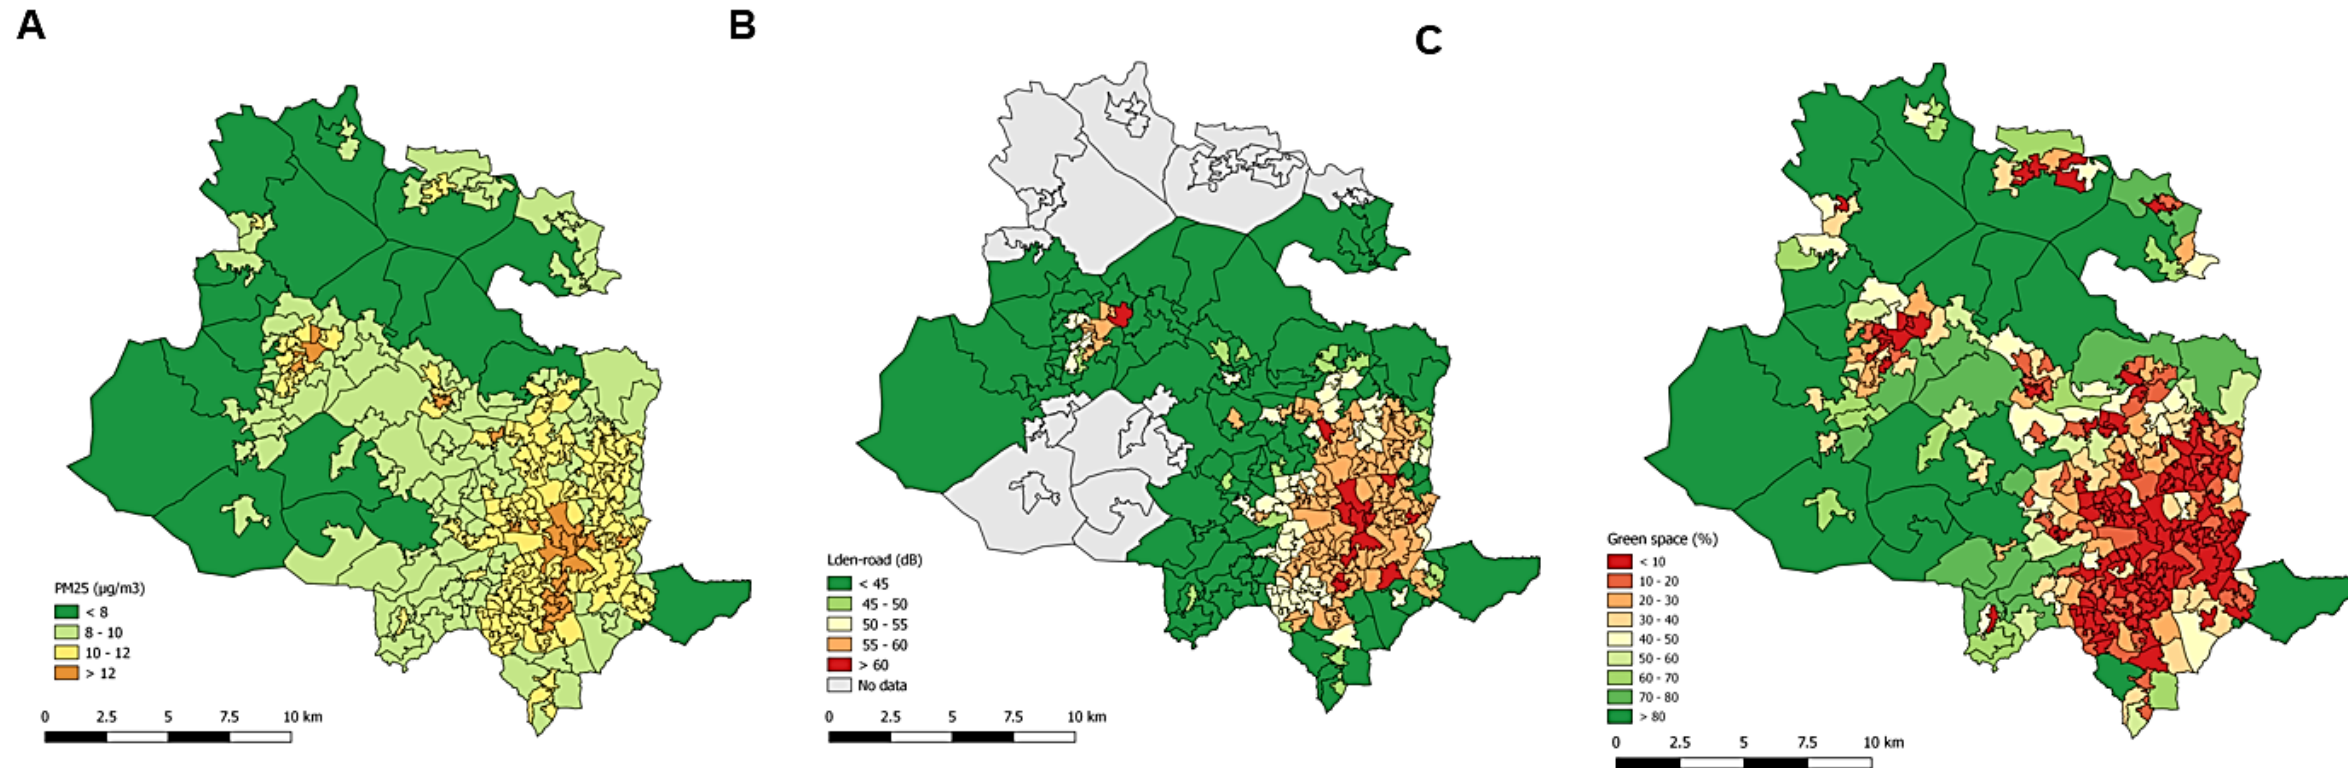 A
B
C
PM25 (µg/m3)
< 8
8 - 10
10 - 12
> 12
0 2.5 5 7.5 10 km
Lden-road (dB)
< 45
45 - 50
50 - 55
55 - 60
> 60
No data
0 2.5 5 7.5 10 km
Green space (%)
< 10
10 - 20
20 - 30
30 - 40
40 - 50
50 - 60
60 - 70
70 - 80
> 80
0 2.5 5 7.5 10 km